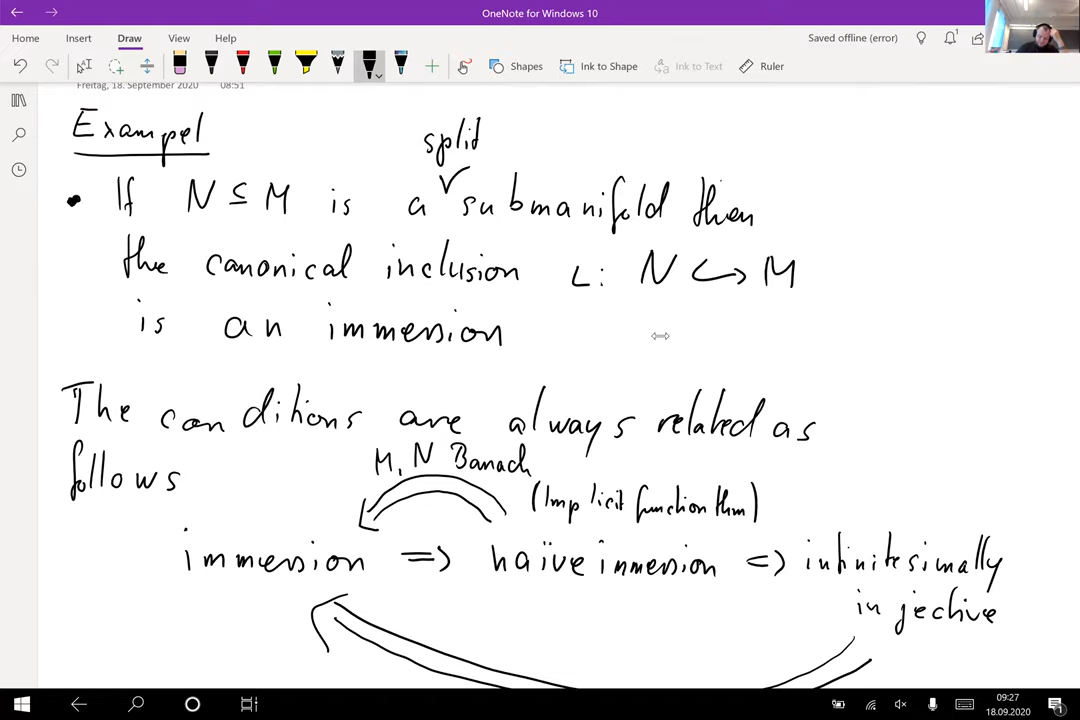 OneNote for Windows 10
Home Insert Draw View Help Saved offline (error)
Shapes Ink to Shape Ink to Text Ruler
Freitag, 18. September 2020 08:51
Exampel
split
• If N ⊆ M is a submanifold then
the canonical inclusion ι: N ↪ M
is an immersion
The conditions are always related as
follows
M, N Banach
(Implicit function thm)
immersion => naïve immersion => infinitesimally
injective
09:27
18.09.2020